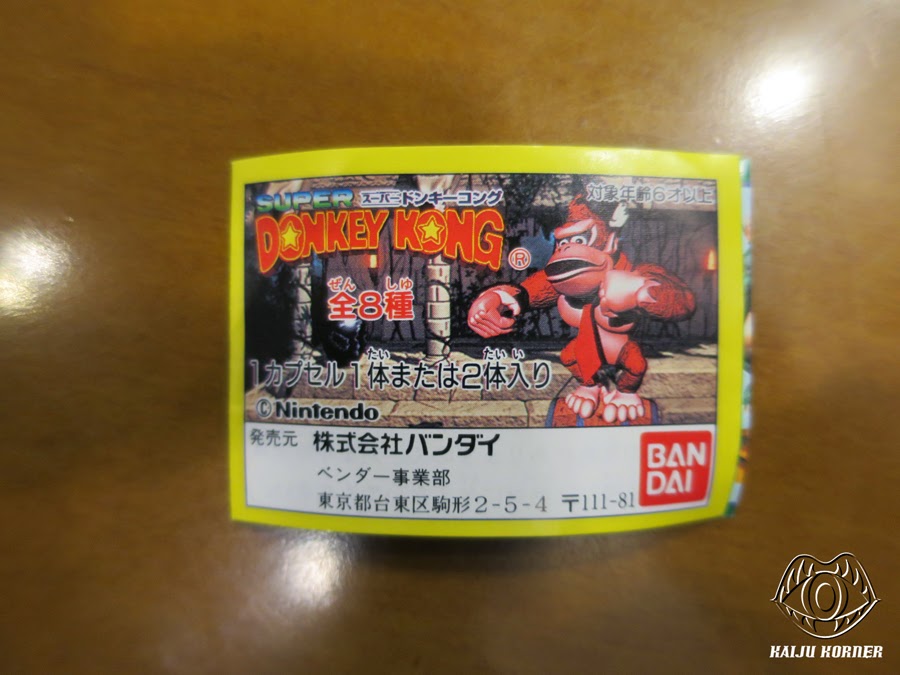 SUPER スーパードンキーコング
対象年齢6才以上
DONKEY KONG®
ぜん しゅ
全8種
たい たい い
1カプセル1体または2体入り
©Nintendo
発売元 株式会社バンダイ
ベンダー事業部
東京都台東区駒形2-5-4 〒111-81
BAN
DAI
KAIJU KORNER